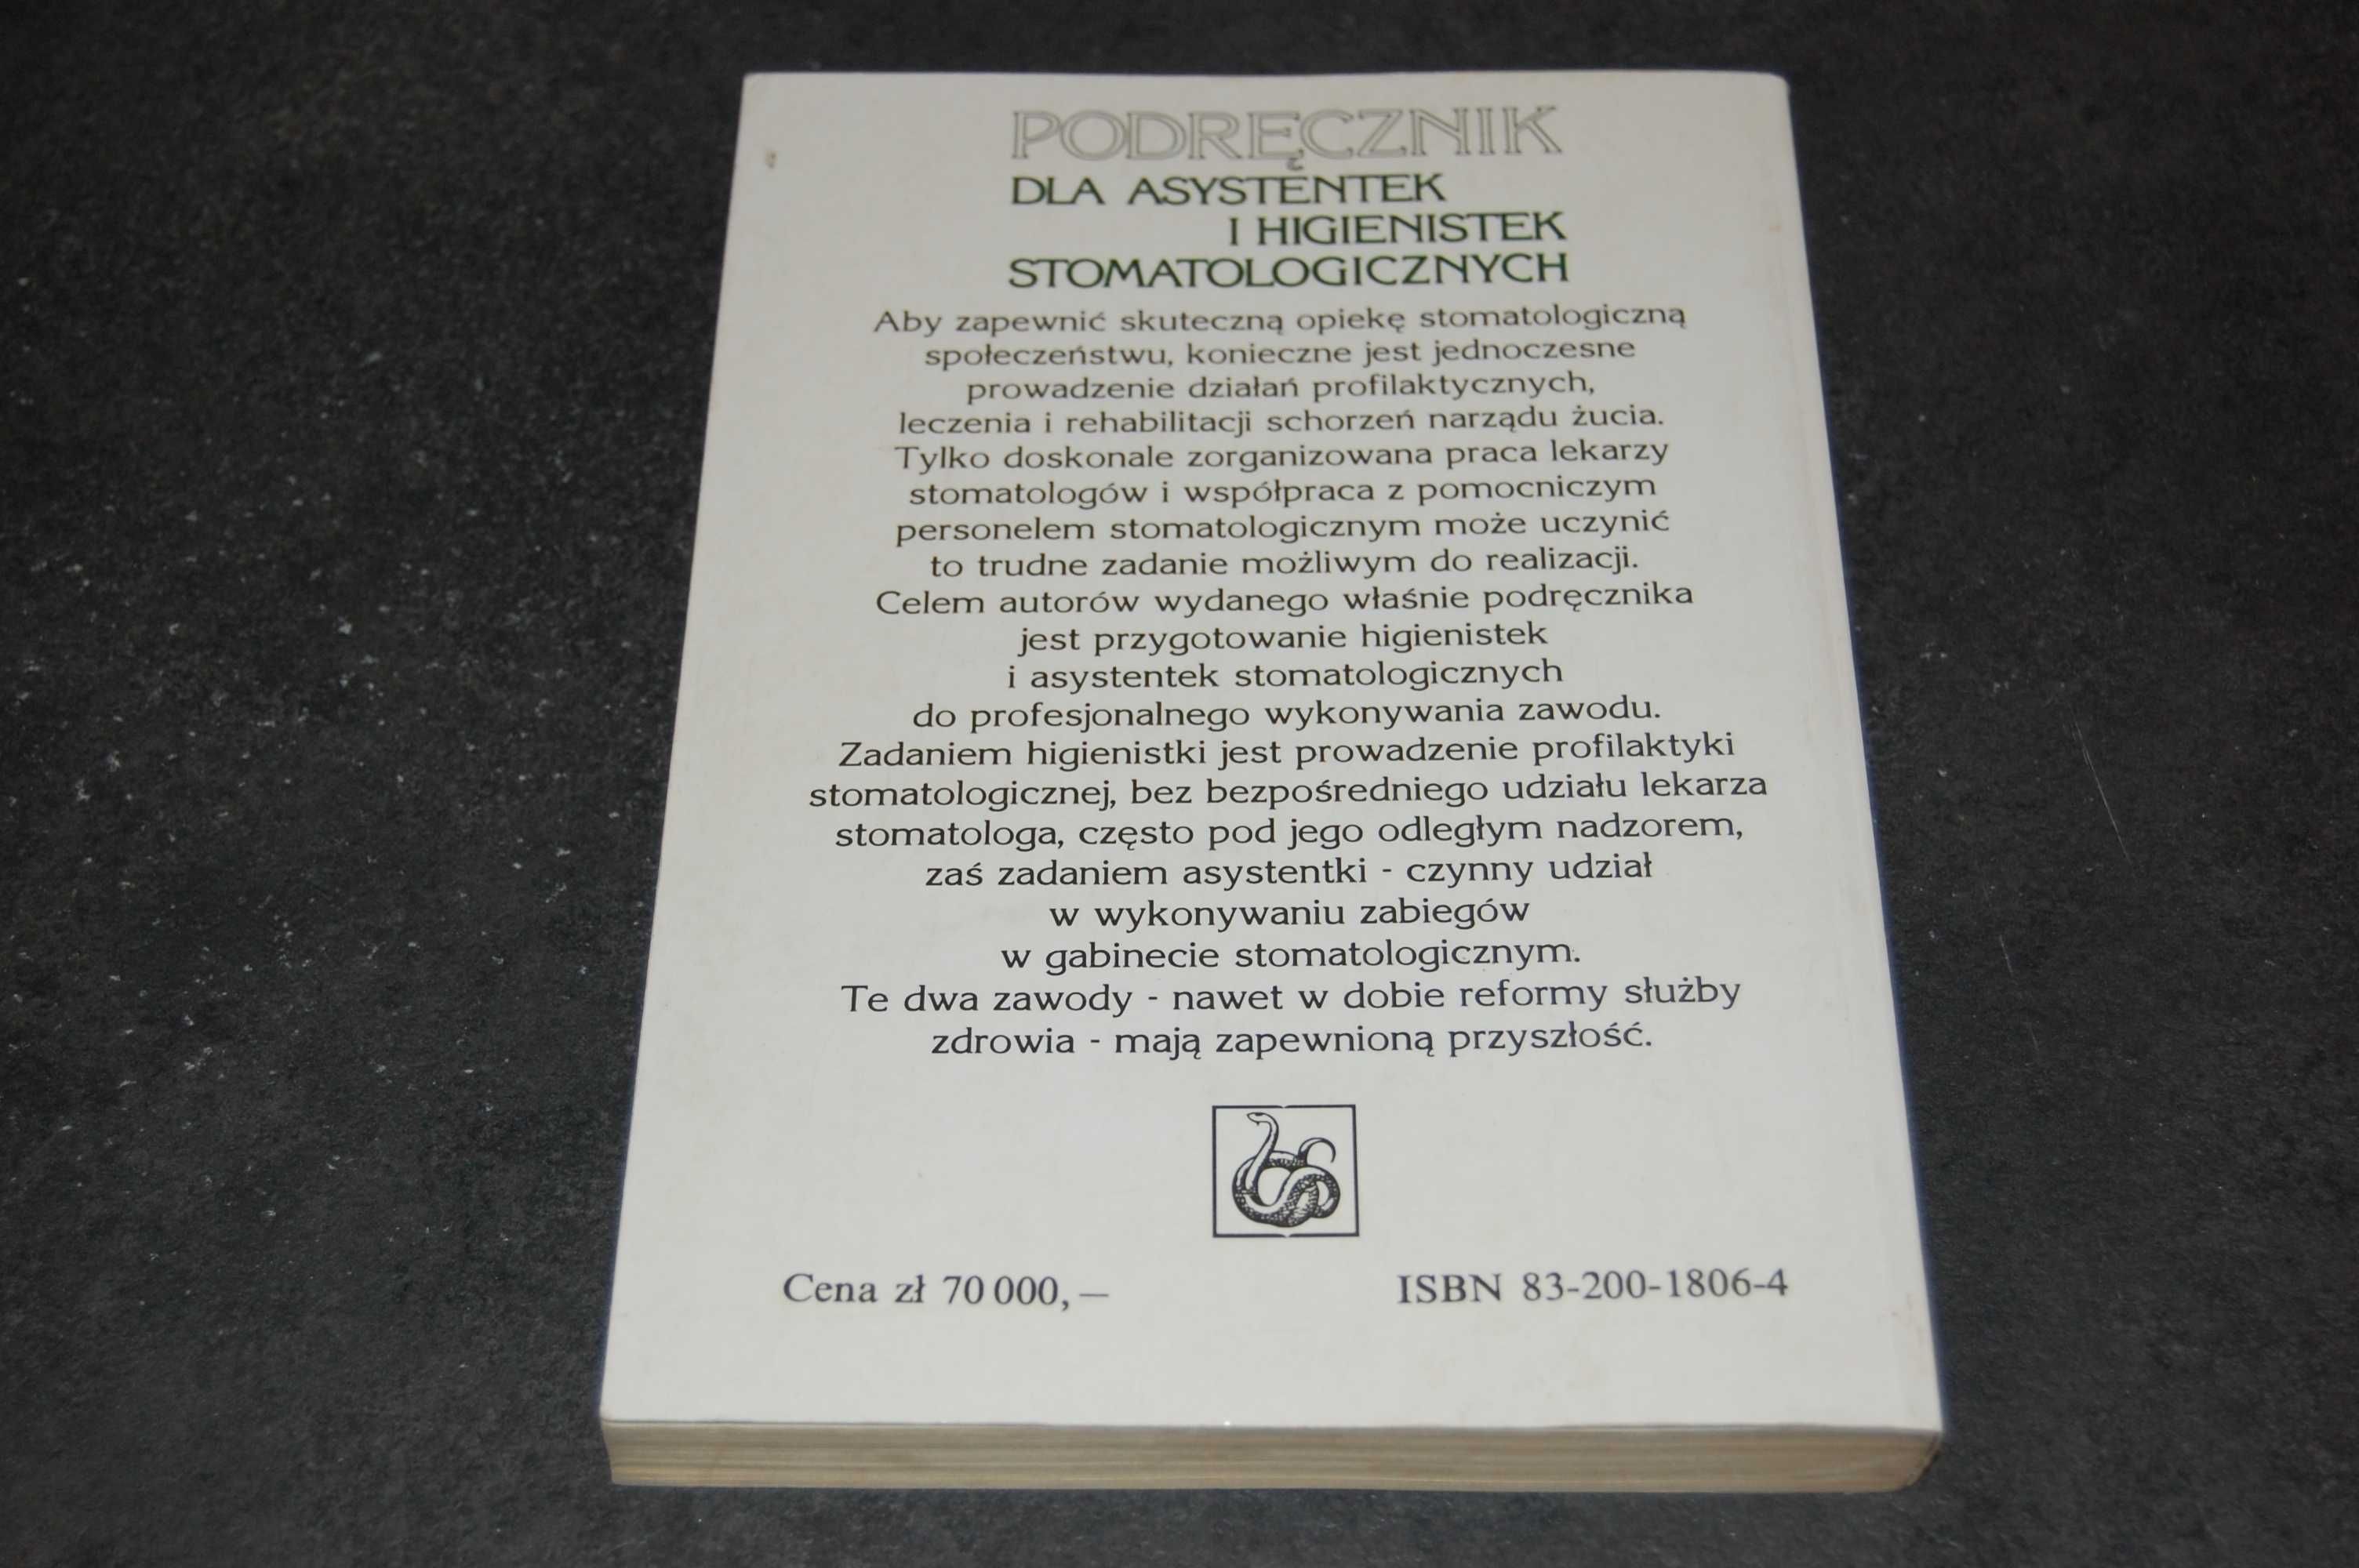 PODRĘCZNIK
DLA ASYSTENTEK
I HIGIENISTEK
STOMATOLOGICZNYCH
Aby zapewnić skuteczną opiekę stomatologiczną
społeczeństwu, konieczne jest jednoczesne
prowadzenie działań profilaktycznych,
leczenia i rehabilitacji schorzeń narządu żucia.
Tylko doskonale zorganizowana praca lekarzy
stomatologów i współpraca z pomocniczym
personelem stomatologicznym może uczynić
to trudne zadanie możliwym do realizacji.
Celem autorów wydanego właśnie podręcznika
jest przygotowanie higienistek
i asystentek stomatologicznych
do profesjonalnego wykonywania zawodu.
Zadaniem higienistki jest prowadzenie profilaktyki
stomatologicznej, bez bezpośredniego udziału lekarza
stomatologa, często pod jego odległym nadzorem,
zaś zadaniem asystentki - czynny udział
w wykonywaniu zabiegów
w gabinecie stomatologicznym.
Te dwa zawody - nawet w dobie reformy służby
zdrowia - mają zapewnioną przyszłość.
Cena zł 70 000,—
ISBN 83-200-1806-4